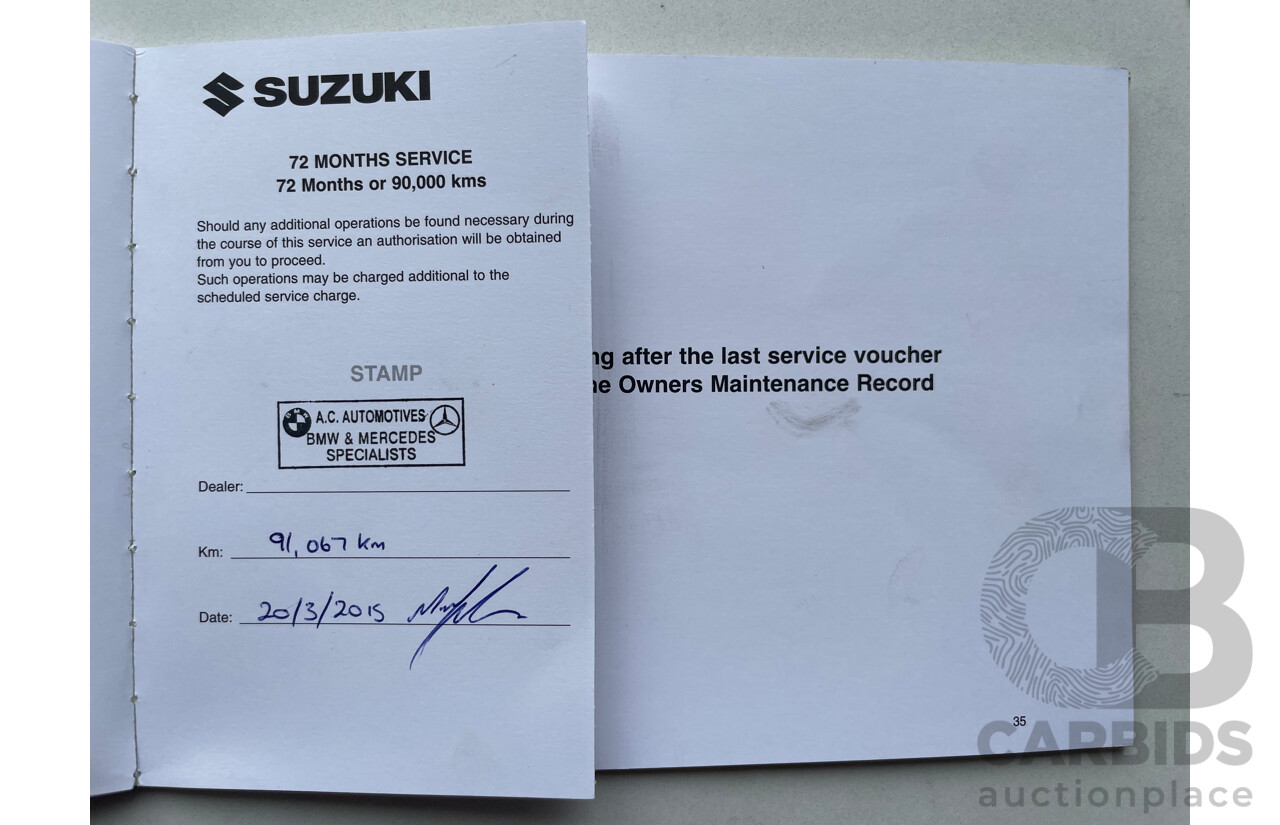 SUZUKI
72 MONTHS SERVICE
72 Months or 90,000 kms
Should any additional operations be found necessary during
the course of this service an authorisation will be obtained
from you to proceed.
Such operations may be charged additional to the
scheduled service charge.
STAMP
BMW
A.C. AUTOMOTIVES
BMW & MERCEDES
SPECIALISTS
Dealer:
Km: 91,067 km
Date: 20/3/2015
ng after the last service voucher
he Owners Maintenance Record
35
CB
CARBIDS
auctionplace